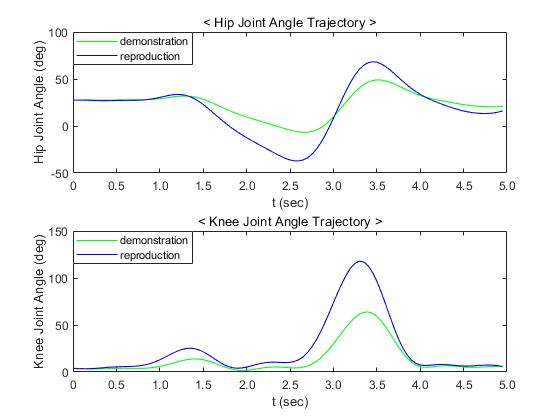 < Hip Joint Angle Trajectory >
100
50
0
-50
Hip Joint Angle (deg)
demonstration
reproduction
0 0.5 1.0 1.5 2.0 2.5 3.0 3.5 4.0 4.5 5.0
t (sec)
< Knee Joint Angle Trajectory >
150
100
50
0
Knee Joint Angle (deg)
demonstration
reproduction
0 0.5 1.0 1.5 2.0 2.5 3.0 3.5 4.0 4.5 5.0
t (sec)